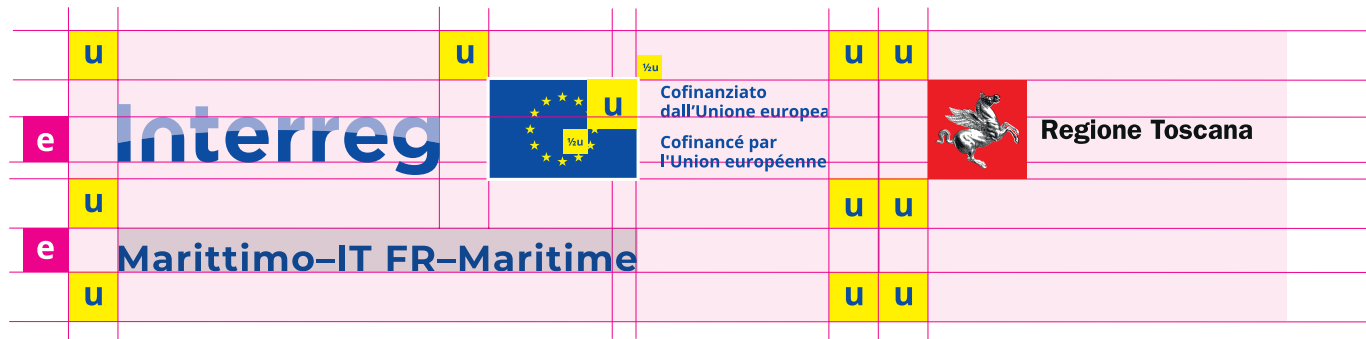 u u u u
½u
u
Cofinanziato
dall'Unione europea
e
Interreg
½u
Cofinancé par
l'Union européenne
Regione Toscana
u u u
e
Marittimo–IT FR–Maritime
u u u